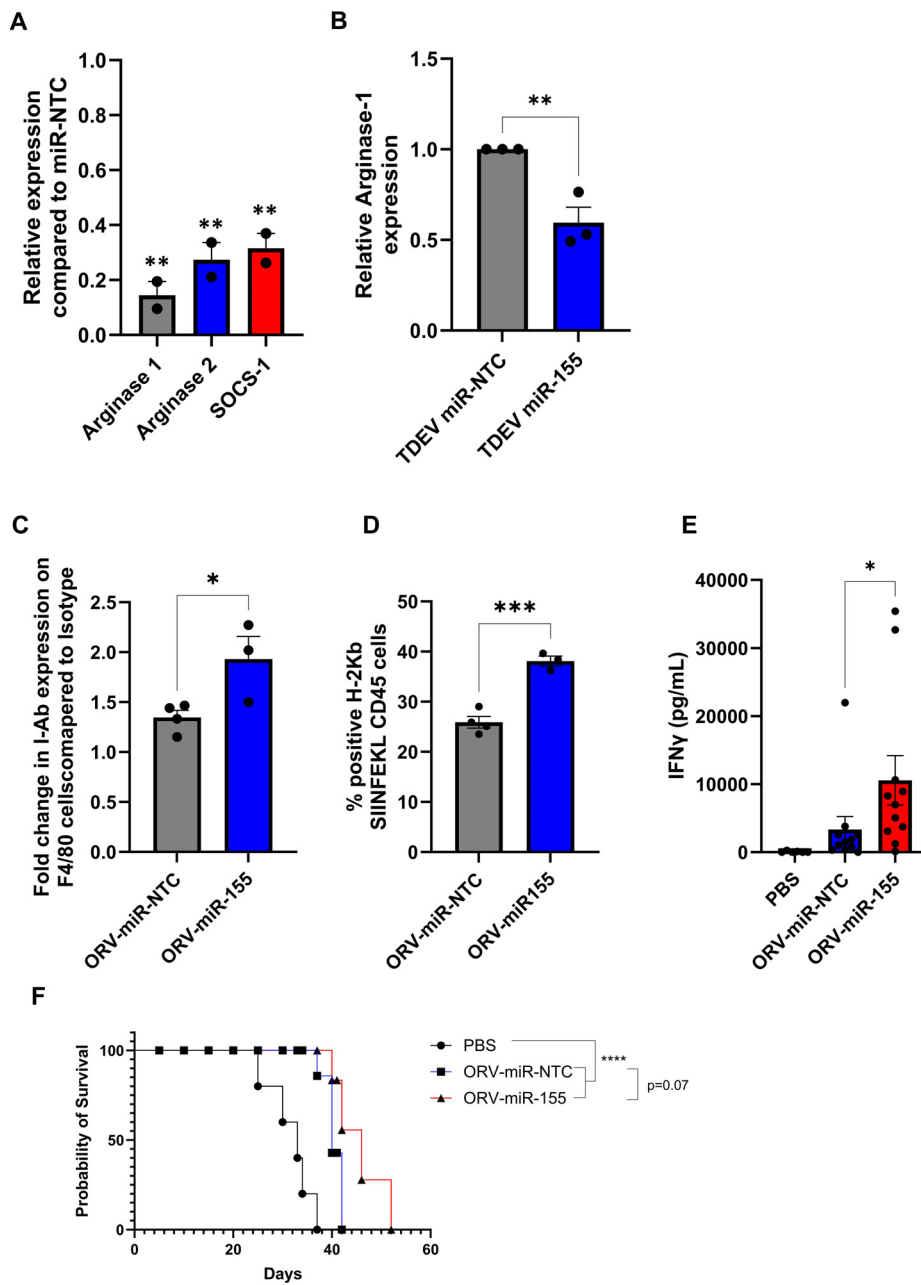 A
Relative expression
compared to miR-NTC
1.0
0.8
0.6
0.4
0.2
0.0
**
**
**
Arginase 1
Arginase 2
SOCS-1
B
Relative Arginase-1
expression
1.5
1.0
0.5
0.0
**
TDEV miR-NTC
TDEV miR-155
C
Fold change in I-Ab expression on
F4/80 cellscomapered to Isotype
2.5
2.0
1.5
1.0
0.5
0.0
*
ORV-miR-NTC
ORV-miR-155
D
% positive H-2Kb
SIINFEKL CD45 cells
50
40
30
20
10
0
***
ORV-miR-NTC
ORV-miR155
E
IFNγ (pg/mL)
40000
30000
20000
10000
0
*
PBS
ORV-miR-NTC
ORV-miR-155
F
Probability of Survival
100
50
0
0
20
40
60
Days
PBS
ORV-miR-NTC
ORV-miR-155
****
p=0.07